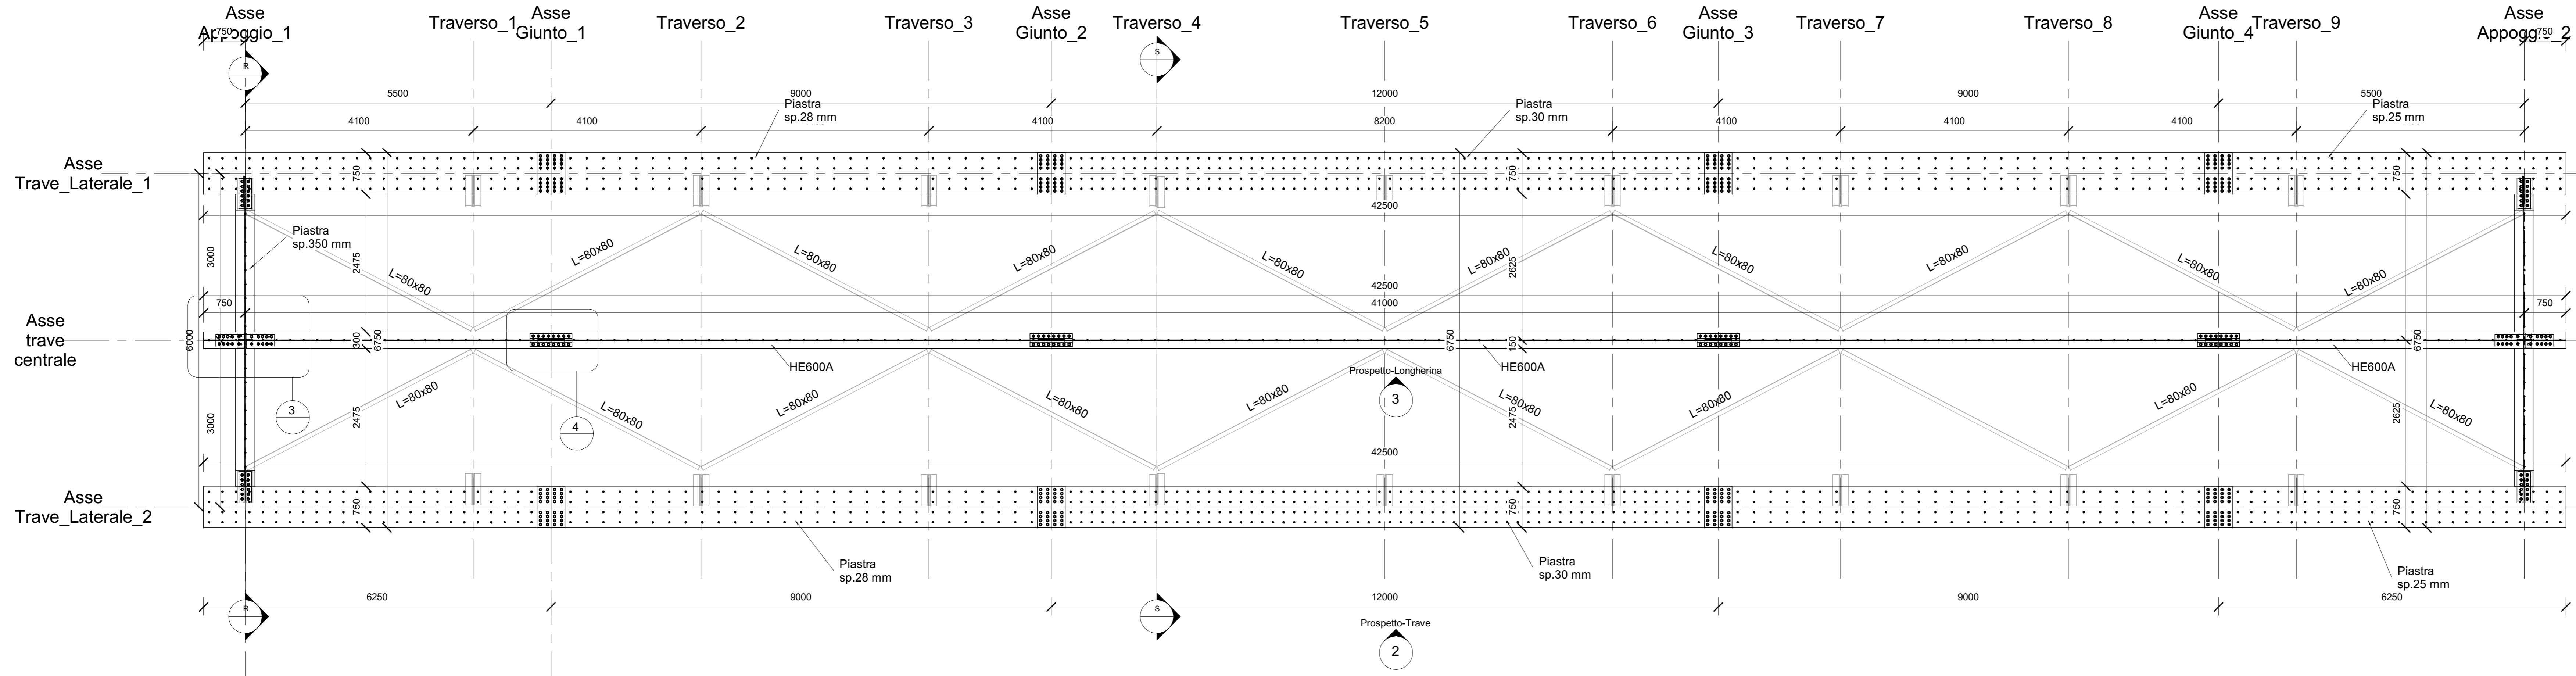 Asse
Appoggio_1
Traverso_1
Asse
Giunto_1
Traverso_2
Traverso_3
Asse
Giunto_2
Traverso_4
Traverso_5
Traverso_6
Asse
Giunto_3
Traverso_7
Traverso_8
Asse
Giunto_4
Traverso_9
Asse
Appoggio_2
750
750
R
S
5500
9000
12000
9000
5500
Piastra
sp.28 mm
Piastra
sp.30 mm
Piastra
sp.25 mm
4100
4100
4100
8200
4100
4100
4100
Asse
Trave_Laterale_1
750
750
750
42500
Piastra
sp.350 mm
3000
2475
2625
L=80x80
L=80x80
L=80x80
L=80x80
L=80x80
L=80x80
L=80x80
L=80x80
L=80x80
L=80x80
42500
41000
750
750
Asse
trave
centrale
6000
300
6750
6750
150
6750
HE600A
HE600A
HE600A
Prospetto-Longherina
3
3
4
3000
2475
2475
2625
L=80x80
L=80x80
L=80x80
L=80x80
L=80x80
L=80x80
L=80x80
L=80x80
L=80x80
42500
Asse
Trave_Laterale_2
750
750
750
Piastra
sp.28 mm
Piastra
sp.30 mm
Piastra
sp.25 mm
6250
9000
12000
9000
6250
R
S
Prospetto-Trave
2